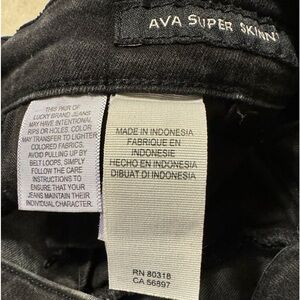 AVA SUPER SKINNY
THIS PAIR OF
LUCKY BRAND JEANS
MAY HAVE INTENTIONAL
RIPS OR HOLES. COLOR
MAY TRANSFER TO LIGHTER
COLORED FABRICS.
AVOID PULLING UP BY
BELT LOOPS, SIMPLY
FOLLOW THE CARE
INSTRUCTIONS TO
ENSURE THAT YOUR
JEANS MAINTAIN THEIR
INDIVIDUAL CHARACTER.
MADE IN INDONESIA
FABRIQUE EN
INDONESIE
HECHO EN INDONESIA
DIBUAT DI INDONESIA
RN 80318
CA 56897